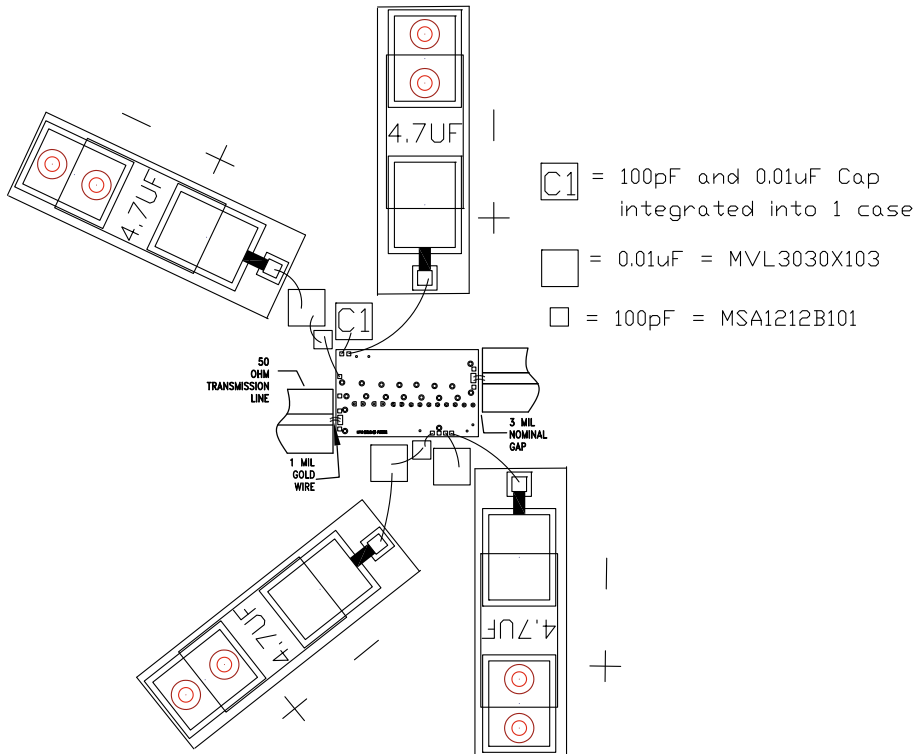 4.7UF
4.7UF
C1 = 100pF and 0.01uF Cap
integrated into 1 case
= 0.01uF = MVL3030X103
= 100pF = MSA1212B101
C1
50
OHM
TRANSMISSION
LINE
3 MIL
NOMINAL
GAP
1 MIL
GOLD
WIRE
4.7UF
4.7UF